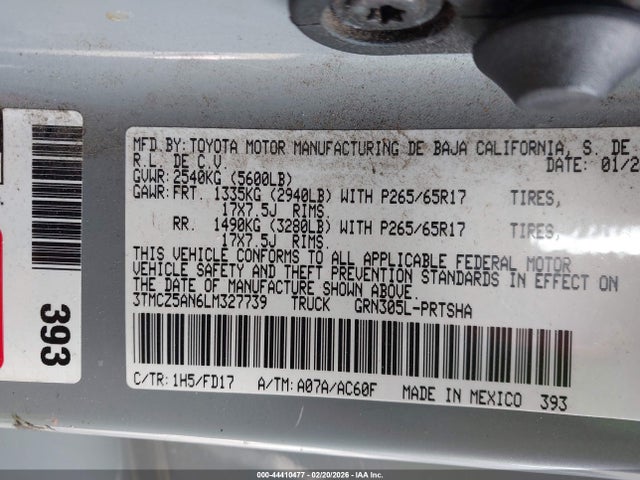 MFD.BY: TOYOTA MOTOR MANUFACTURING DE BAJA CALIFORNIA, S. DE
R.L. DE C.V. DATE: 01/2
GVWR: 2540KG (5600LB)
GAWR: FRT. 1335KG (2940LB) WITH P265/65R17 TIRES,
17X7.5J RIMS.
RR. 1490KG (3280LB) WITH P265/65R17 TIRES,
17X7.5J RIMS.
THIS VEHICLE CONFORMS TO ALL APPLICABLE FEDERAL MOTOR
VEHICLE SAFETY AND THEFT PREVENTION STANDARDS IN EFFECT ON
THE DATE OF MANUFACTURE SHOWN ABOVE.
3TMCZ5AN6LM327739 TRUCK GRN305L-PRTSHA
C/TR: 1H5/FD17 A/TM: A07A/AC60F MADE IN MEXICO 393
393
000-44410477 - 02/20/2026 - IAA Inc.